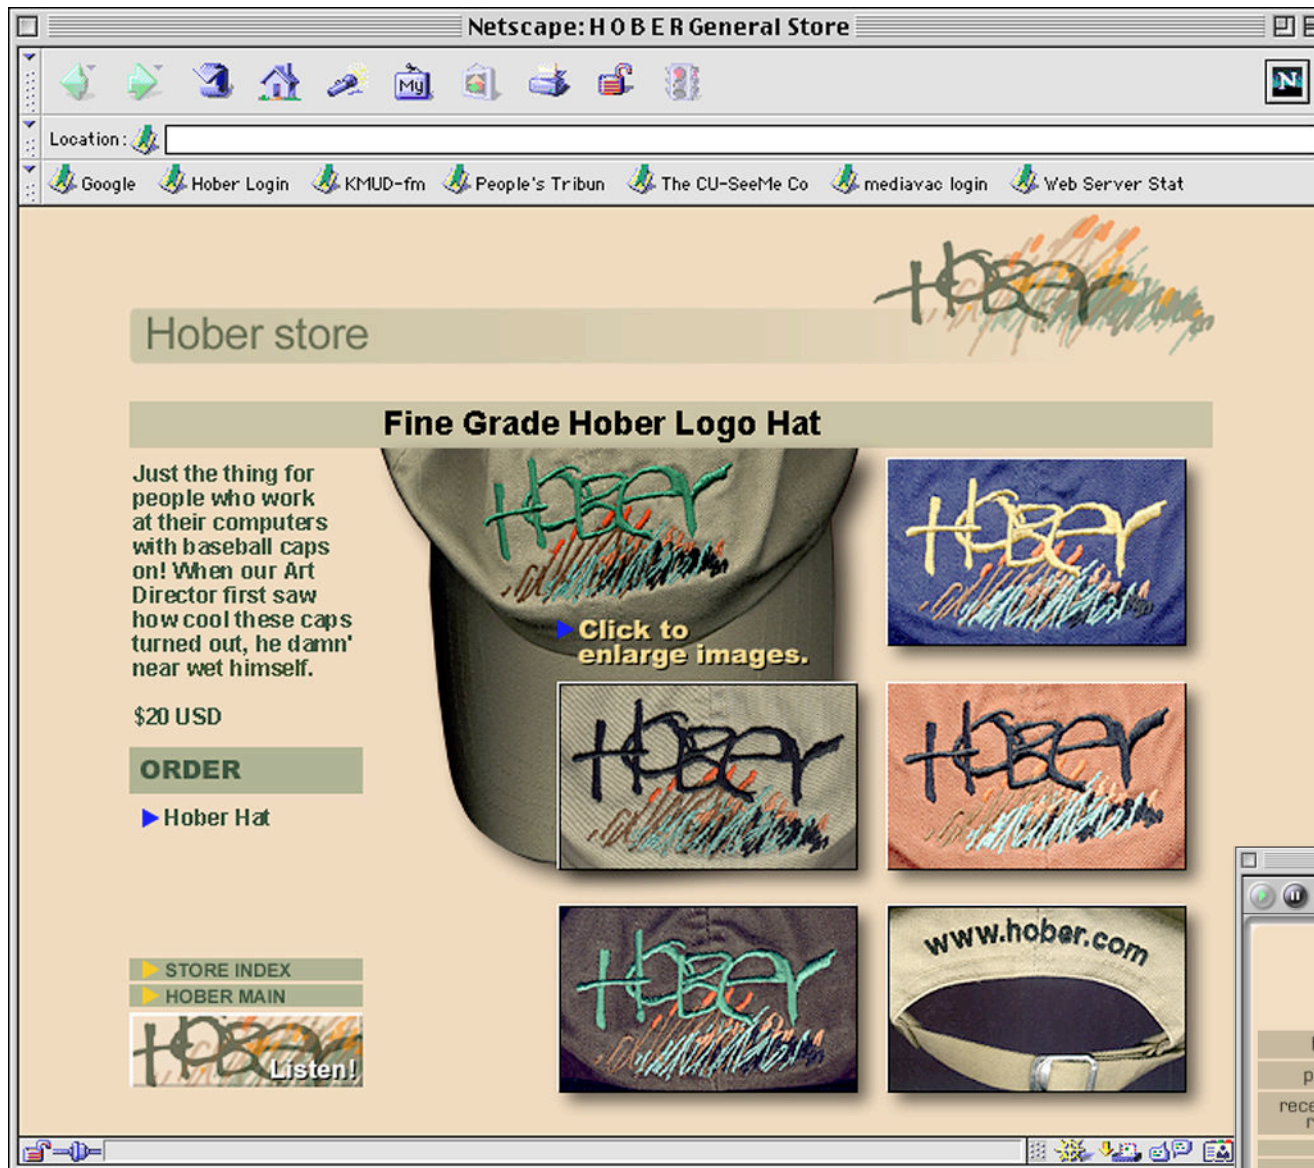 Netscape: H O B E R General Store
My
N
Location:
Google
Hober Login
KMUD-fm
People's Tribun
The CU-SeeMe Co
mediavac login
Web Server Stat
HOBER
Hober store
Fine Grade Hober Logo Hat
Just the thing for
people who work
at their computers
with baseball caps
on! When our Art
Director first saw
how cool these caps
turned out, he damn'
near wet himself.
$20 USD
ORDER
Hober Hat
HOBER
Click to
enlarge images.
HOBER
HOBER
HOBER
HOBER
www.hober.com
STORE INDEX
HOBER MAIN
HOBER
Listen!